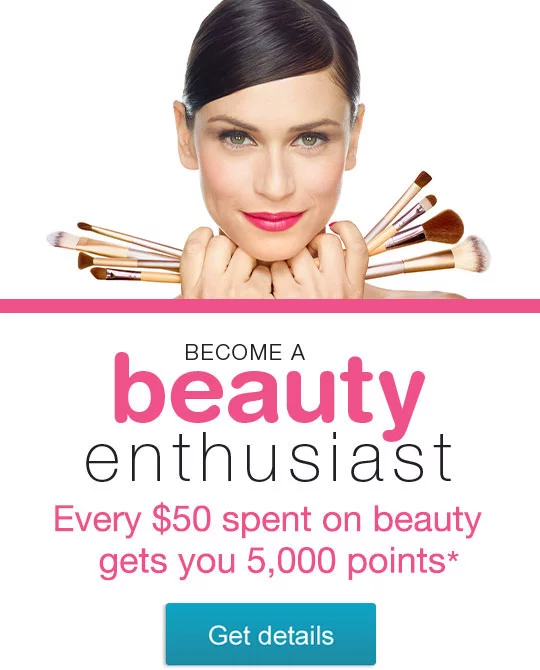 BECOME A
beauty
enthusiast
Every $50 spent on beauty
gets you 5,000 points*
Get details